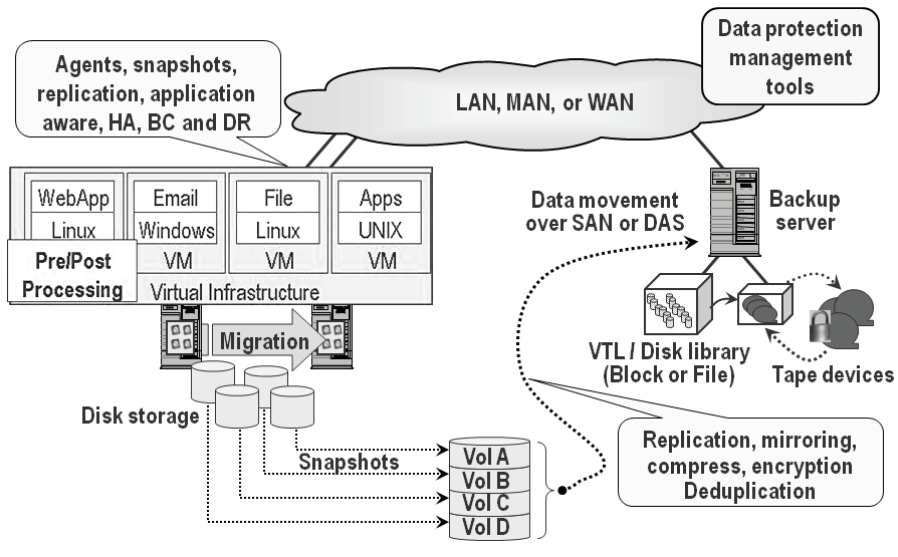 Data protection
management
tools
Agents, snapshots,
replication, application
aware, HA, BC and DR
LAN, MAN, or WAN
WebApp
Linux
Email
Windows
VM
File
Linux
VM
Apps
UNIX
VM
Pre/Post
Processing
Virtual Infrastructure
Data movement
over SAN or DAS
Backup
server
Migration
VTL / Disk library
(Block or File)
Tape devices
Disk storage
Snapshots
Vol A
Vol B
Vol C
Vol D
Replication, mirroring,
compress, encryption
Deduplication